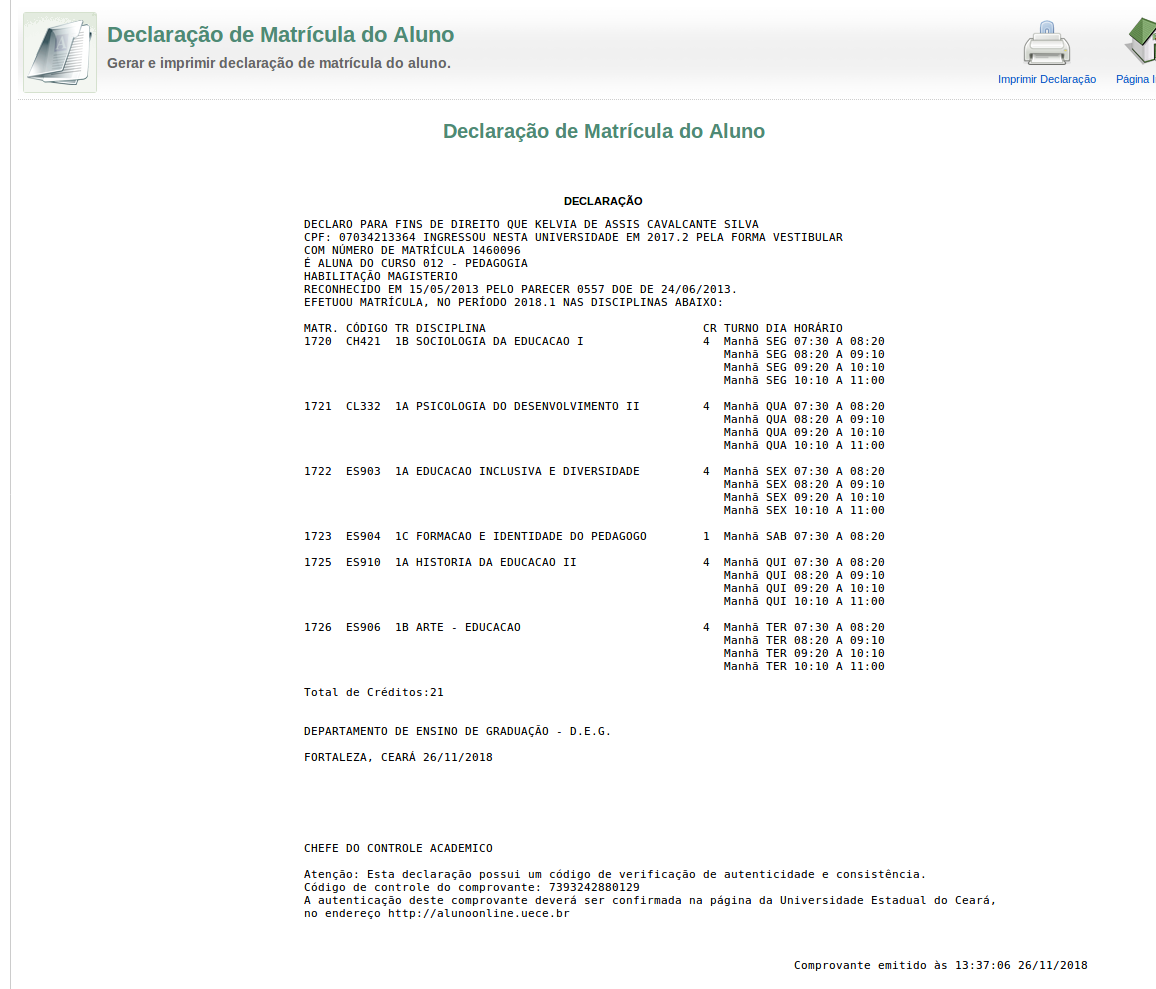 Declaração de Matrícula do Aluno
Gerar e imprimir declaração de matrícula do aluno.
Imprimir Declaração
Página I
Declaração de Matrícula do Aluno
DECLARAÇÃO
DECLARO PARA FINS DE DIREITO QUE KELVIA DE ASSIS CAVALCANTE SILVA
CPF: 07034213364 INGRESSOU NESTA UNIVERSIDADE EM 2017.2 PELA FORMA VESTIBULAR
COM NÚMERO DE MATRÍCULA 1460096
É ALUNA DO CURSO 012 - PEDAGOGIA
HABILITAÇÃO MAGISTERIO
RECONHECIDO EM 15/05/2013 PELO PARECER 0557 DOE DE 24/06/2013.
EFETUOU MATRÍCULA, NO PERÍODO 2018.1 NAS DISCIPLINAS ABAIXO:
MATR. CÓDIGO TR DISCIPLINA CR TURNO DIA HORÁRIO
1720 CH421 1B SOCIOLOGIA DA EDUCACAO I 4 Manhã SEG 07:30 A 08:20
Manhã SEG 08:20 A 09:10
Manhã SEG 09:20 A 10:10
Manhã SEG 10:10 A 11:00
1721 CL332 1A PSICOLOGIA DO DESENVOLVIMENTO II 4 Manhã QUA 07:30 A 08:20
Manhã QUA 08:20 A 09:10
Manhã QUA 09:20 A 10:10
Manhã QUA 10:10 A 11:00
1722 ES903 1A EDUCACAO INCLUSIVA E DIVERSIDADE 4 Manhã SEX 07:30 A 08:20
Manhã SEX 08:20 A 09:10
Manhã SEX 09:20 A 10:10
Manhã SEX 10:10 A 11:00
1723 ES904 1C FORMACAO E IDENTIDADE DO PEDAGOGO 1 Manhã SAB 07:30 A 08:20
1725 ES910 1A HISTORIA DA EDUCACAO II 4 Manhã QUI 07:30 A 08:20
Manhã QUI 08:20 A 09:10
Manhã QUI 09:20 A 10:10
Manhã QUI 10:10 A 11:00
1726 ES906 1B ARTE - EDUCACAO 4 Manhã TER 07:30 A 08:20
Manhã TER 08:20 A 09:10
Manhã TER 09:20 A 10:10
Manhã TER 10:10 A 11:00
Total de Créditos:21
DEPARTAMENTO DE ENSINO DE GRADUAÇÃO - D.E.G.
FORTALEZA, CEARÁ 26/11/2018
CHEFE DO CONTROLE ACADEMICO
Atenção: Esta declaração possui um código de verificação de autenticidade e consistência.
Código de controle do comprovante: 7393242880129
A autenticação deste comprovante deverá ser confirmada na página da Universidade Estadual do Ceará,
no endereço http://alunoonline.uece.br
Comprovante emitido às 13:37:06 26/11/2018